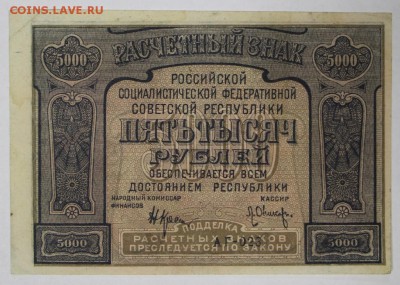 COINS.LAVE.RU
РАСЧЕТНЫЙ ЗНАК
5000 5000
РОССИЙСКОЙ
СОЦИАЛИСТИЧЕСКОЙ ФЕДЕРАТИВНОЙ
СОВЕТСКОЙ РЕСПУБЛИКИ
ПЯТЬ ТЫСЯЧ
РУБЛЕЙ
ОБЕСПЕЧИВАЕТСЯ ВСЕМ
ДОСТОЯНИЕМ РЕСПУБЛИКИ
НАРОДНЫЙ КОМИССАР
ФИНАНСОВ
КАССИР
ПОДДЕЛКА
5000 РАСЧЕТНЫХ ЗНАКОВ 5000
ПРЕСЛЕДУЕТСЯ ПО ЗАКОНУ